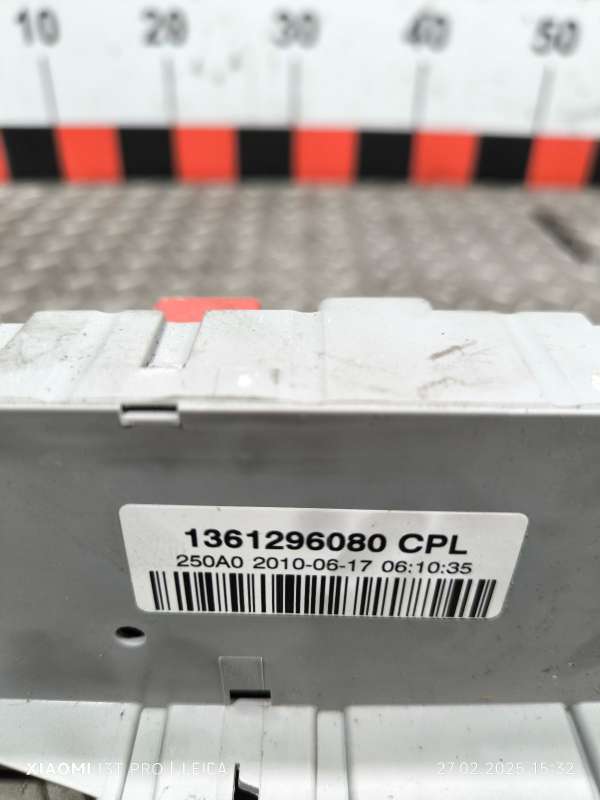 10 20 30 40 50
1361296080 CPL
250A0 2010-06-17 06:10:35
XIAOMI 13T PRO | LEICA
27.02.2025 15:32